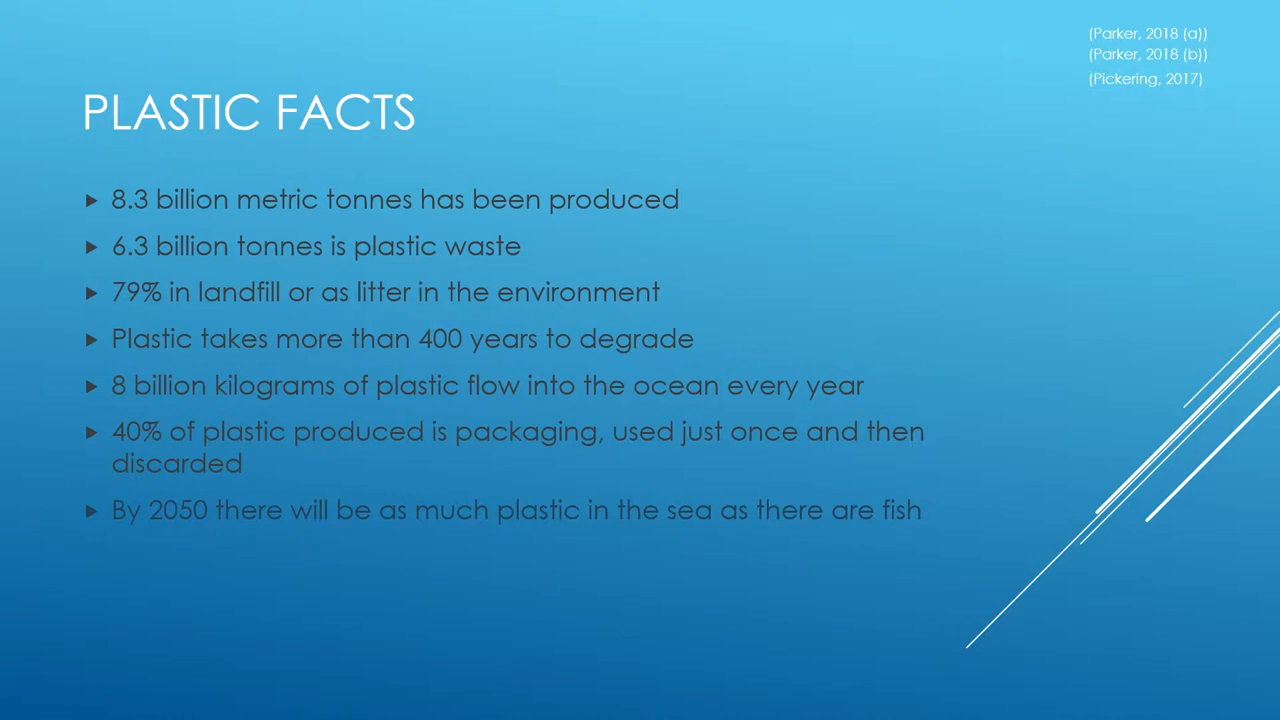 (Parker, 2018 (a))
(Parker, 2018 (b))
(Pickering, 2017)
PLASTIC FACTS
8.3 billion metric tonnes has been produced
6.3 billion tonnes is plastic waste
79% in landfill or as litter in the environment
Plastic takes more than 400 years to degrade
8 billion kilograms of plastic flow into the ocean every year
40% of plastic produced is packaging, used just once and then
discarded
By 2050 there will be as much plastic in the sea as there are fish